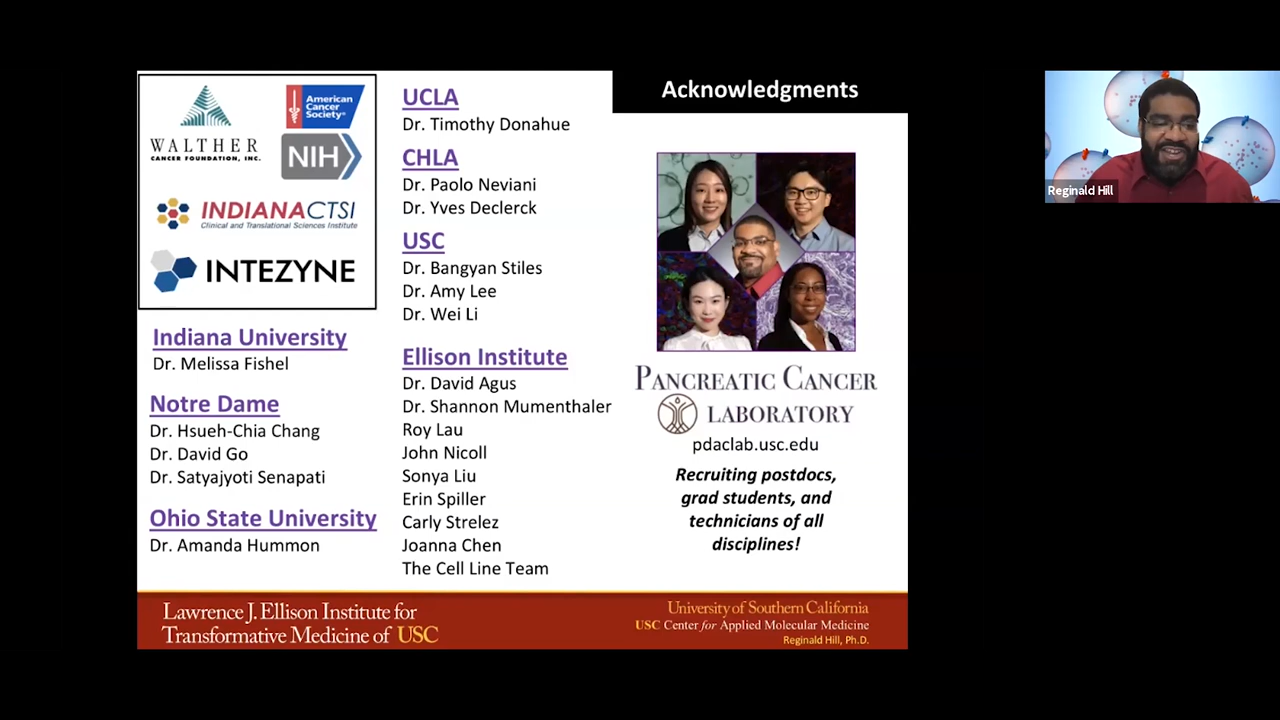 WALTHER
CANCER FOUNDATION, INC.
American
Cancer
Society®
NIH
INDIANACTSI
Clinical and Translational Sciences Institute
INTEZYNE
Indiana University
Dr. Melissa Fishel
Notre Dame
Dr. Hsueh-Chia Chang
Dr. David Go
Dr. Satyajyoti Senapati
Ohio State University
Dr. Amanda Hummon
UCLA
Dr. Timothy Donahue
CHLA
Dr. Paolo Neviani
Dr. Yves Declerck
USC
Dr. Bangyan Stiles
Dr. Amy Lee
Dr. Wei Li
Ellison Institute
Dr. David Agus
Dr. Shannon Mumenthaler
Roy Lau
John Nicoll
Sonya Liu
Erin Spiller
Carly Strelez
Joanna Chen
The Cell Line Team
Acknowledgments
PANCREATIC CANCER
LABORATORY
pdaclab.usc.edu
Recruiting postdocs,
grad students, and
technicians of all
disciplines!
Lawrence J. Ellison Institute for
Transformative Medicine of USC
University of Southern California
USC Center for Applied Molecular Medicine
Reginald Hill, Ph.D.
Reginald Hill